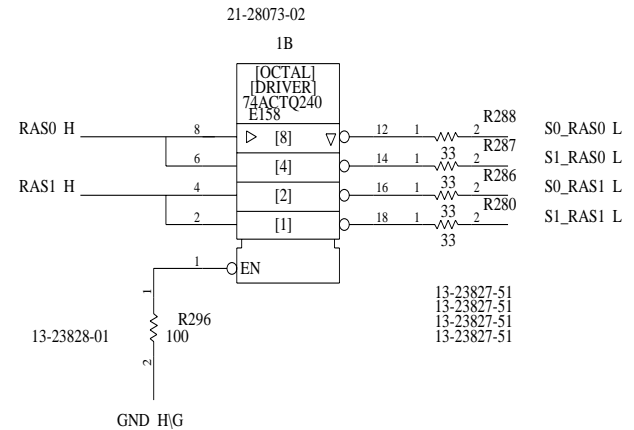 21-28073-02
1B
[OCTAL]
[DRIVER]
74ACTQ240
E158
RAS0 H 8 [8] 12 1 R288 2 S0_RAS0 L
33
6 [4] 14 1 R287 2 S1_RAS0 L
33
RAS1 H 4 [2] 16 1 R286 2 S0_RAS1 L
33
2 [1] 18 1 R280 2 S1_RAS1 L
33
1 EN
13-23827-51
13-23827-51
13-23827-51
13-23827-51
1
R296
13-23828-01 100
2
GND H\G